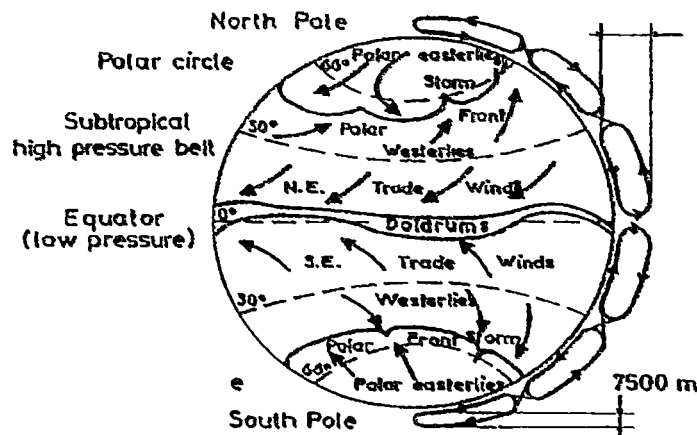 North Pole
Polar circle
60°
Polar easterlies
Storm
Subtropical
high pressure belt
30°
Polar Front
Westerlies
N.E. Trade Winds
Equator
(low pressure)
0°
Doldrums
S.E. Trade Winds
30°
Westerlies
Polar Front Storm
60°
Polar easterlies
e
7500 m
South Pole